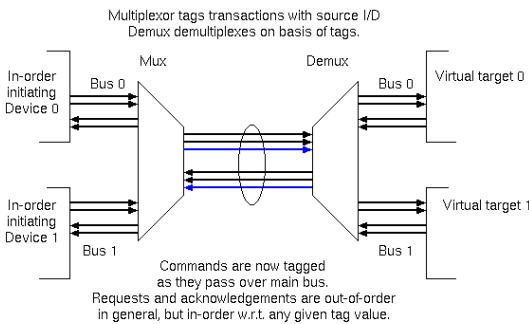 Multiplexor tags transactions with source I/D
Demux demultiplexes on basis of tags.
Mux
Demux
In-order
initiating
Device 0
Bus 0
Bus 0
Virtual target 0
In-order
initiating
Device 1
Bus 1
Bus 1
Virtual target 1
Commands are now tagged
as they pass over main bus.
Requests and acknowledgements are out-of-order
in general, but in-order w.r.t. any given tag value.